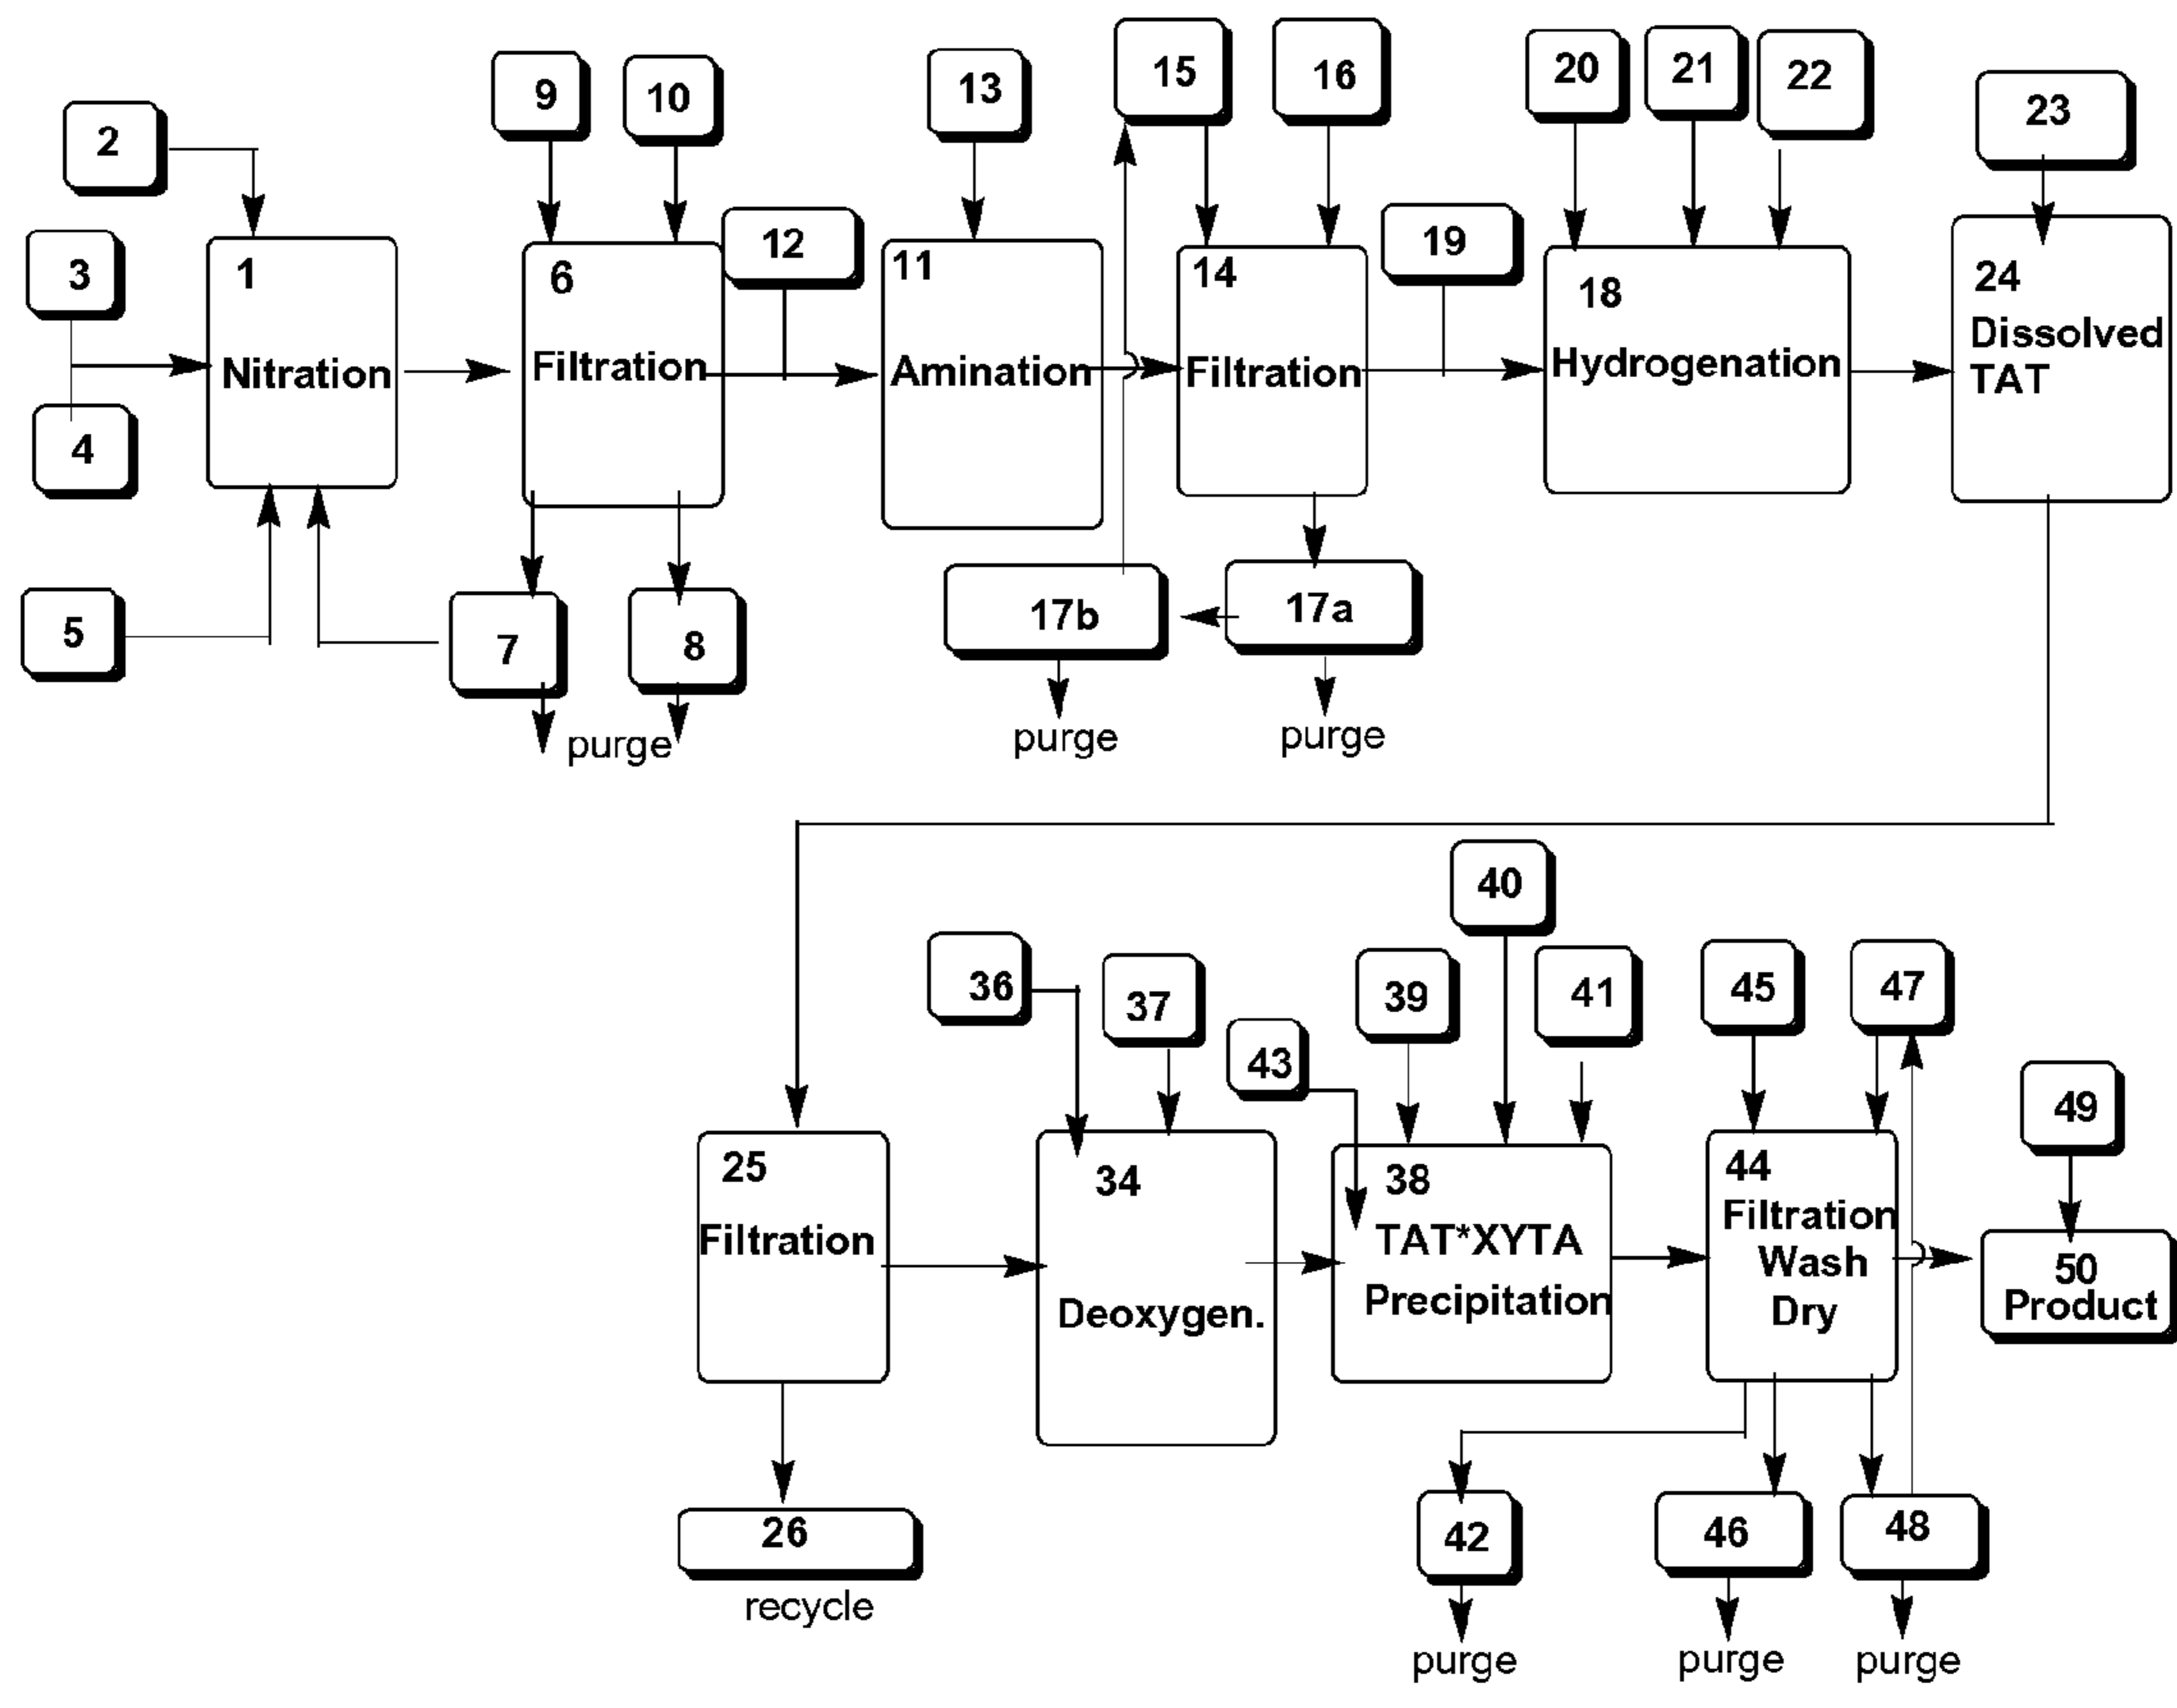 2
3
4
5
1
Nitration
9
10
6
Filtration
7
8
purge
12
13
11
Amination
15
16
14
Filtration
17b
17a
purge
purge
19
20
21
22
18
Hydrogenation
23
24
Dissolved
TAT
25
Filtration
26
recycle
36
37
34
Deoxygen.
43
39
40
41
38
TAT*XYTA
Precipitation
45
47
44
Filtration
Wash
Dry
42
purge
46
purge
48
purge
49
50
Product